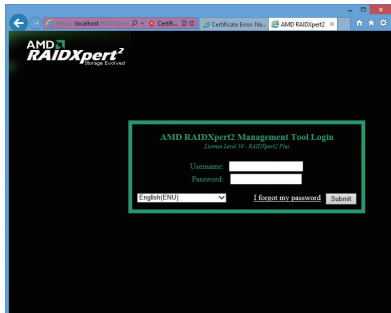 localhost
Certifi...
Certificate Error: Na...
AMD RAIDXpert2
AMD
RAIDXpert²
Storage Evolved
AMD RAIDXpert2 Management Tool Login
License Level 10 - RAIDXpert2 Plus
Username:
Password:
English(ENU)
I forgot my password
Submit